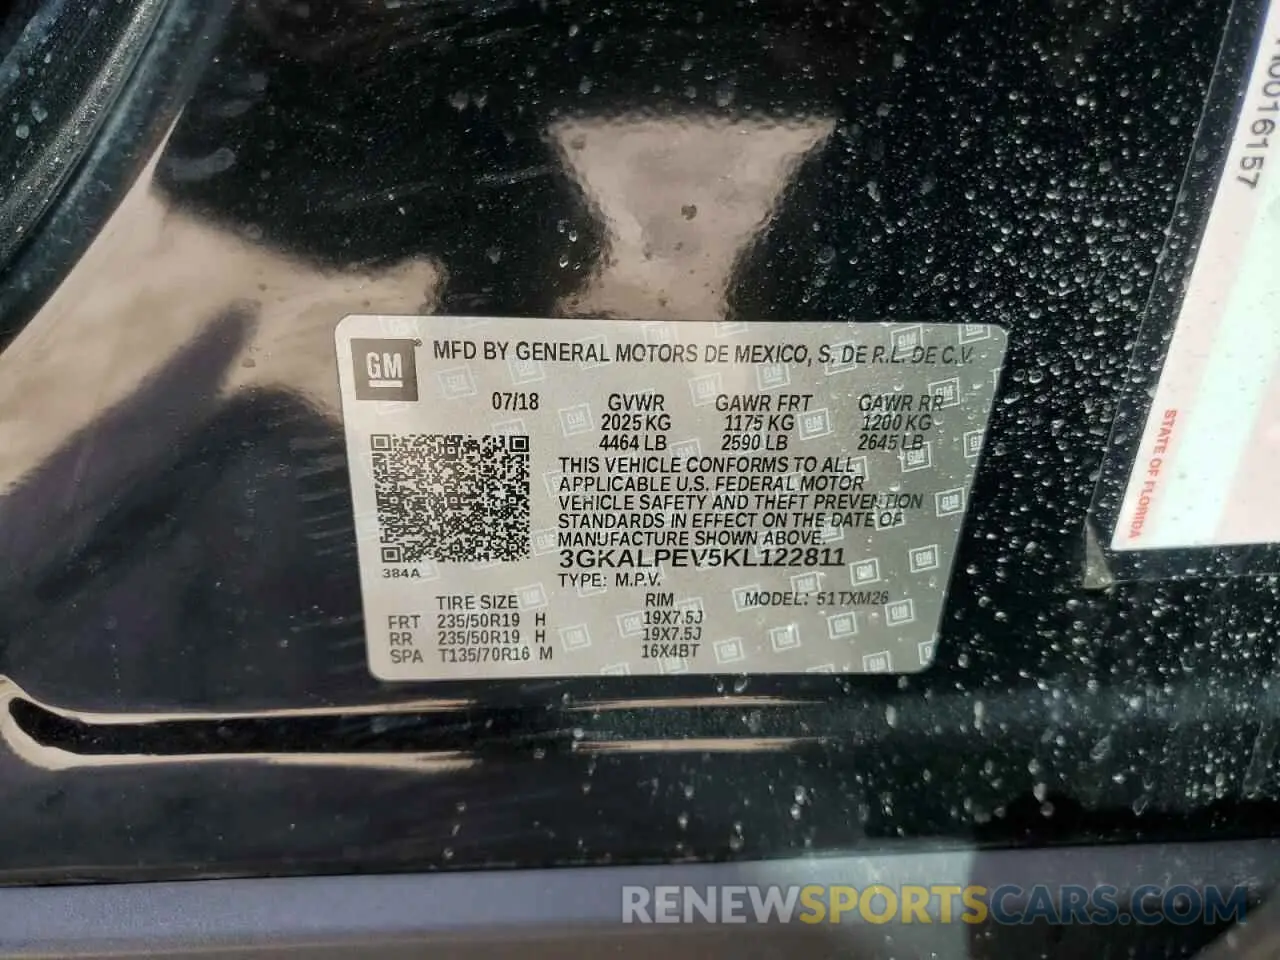 GM
MFD BY GENERAL MOTORS DE MEXICO, S. DE R.L. DE C.V.
07/18 GVWR GAWR FRT GAWR RR
2025 KG 1175 KG 1200 KG
4464 LB 2590 LB 2645 LB
THIS VEHICLE CONFORMS TO ALL
APPLICABLE U.S. FEDERAL MOTOR
VEHICLE SAFETY AND THEFT PREVENTION
STANDARDS IN EFFECT ON THE DATE OF
MANUFACTURE SHOWN ABOVE.
3GKALPEV5KL122811
384A
TYPE: M.P.V.
TIRE SIZE RIM MODEL: 51TXM26
FRT 235/50R19 H 19X7.5J
RR 235/50R19 H 19X7.5J
SPA T135/70R16 M 16X4BT
0016157
STATE OF FLORIDA
RENEWSPORTSCARS.COM